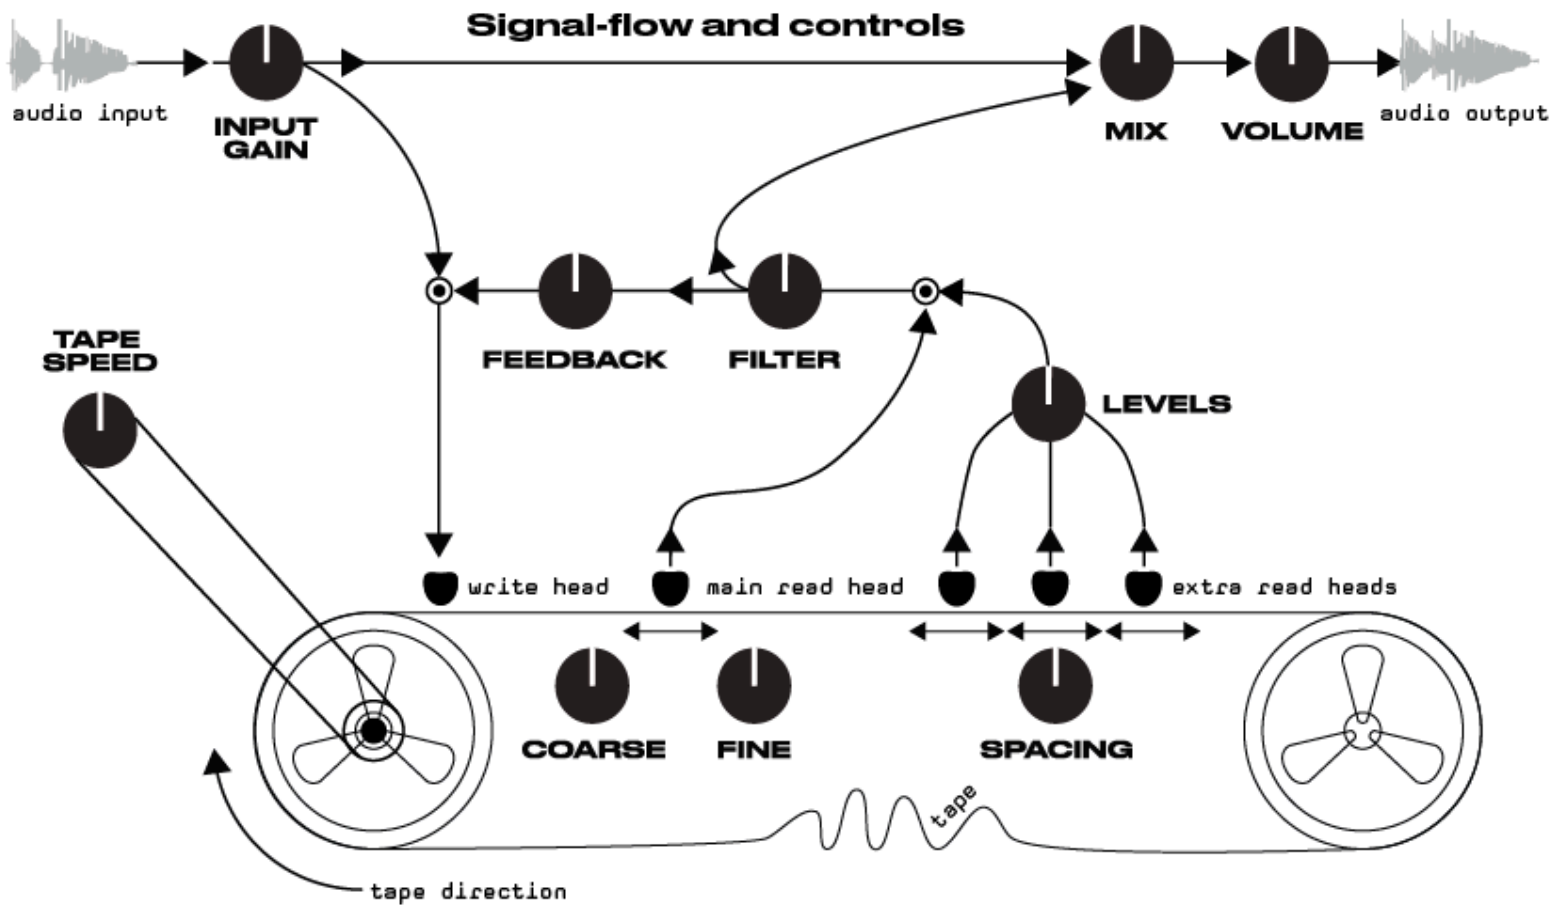 Signal-flow and controls
audio input
INPUT
GAIN
MIX
VOLUME
audio output
TAPE
SPEED
FEEDBACK
FILTER
LEVELS
write head
main read head
extra read heads
COARSE
FINE
SPACING
tape
tape direction